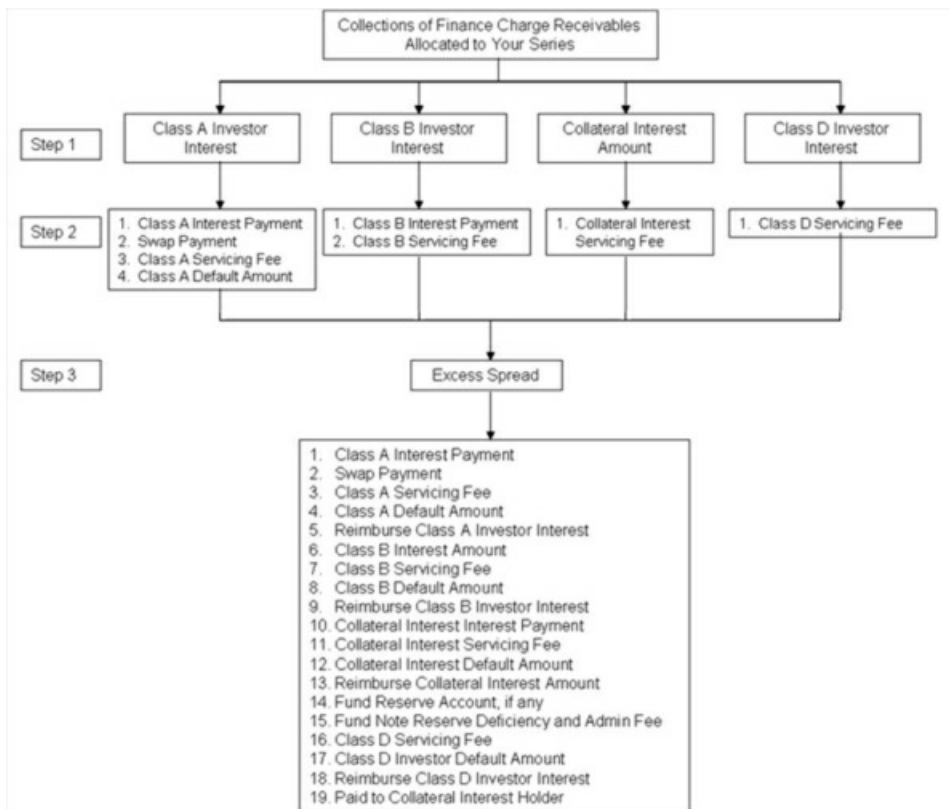 Collections of Finance Charge Receivables
Allocated to Your Series
Step 1
Class A Investor
Interest
Class B Investor
Interest
Collateral Interest
Amount
Class D Investor
Interest
Step 2
1. Class A Interest Payment
2. Swap Payment
3. Class A Servicing Fee
4. Class A Default Amount
1. Class B Interest Payment
2. Class B Servicing Fee
1. Collateral Interest
Servicing Fee
1. Class D Servicing Fee
Step 3
Excess Spread
1. Class A Interest Payment
2. Swap Payment
3. Class A Servicing Fee
4. Class A Default Amount
5. Reimburse Class A Investor Interest
6. Class B Interest Amount
7. Class B Servicing Fee
8. Class B Default Amount
9. Reimburse Class B Investor Interest
10. Collateral Interest Interest Payment
11. Collateral Interest Servicing Fee
12. Collateral Interest Default Amount
13. Reimburse Collateral Interest Amount
14. Fund Reserve Account, if any
15. Fund Note Reserve Deficiency and Admin Fee
16. Class D Servicing Fee
17. Class D Investor Default Amount
18. Reimburse Class D Investor Interest
19. Paid to Collateral Interest Holder